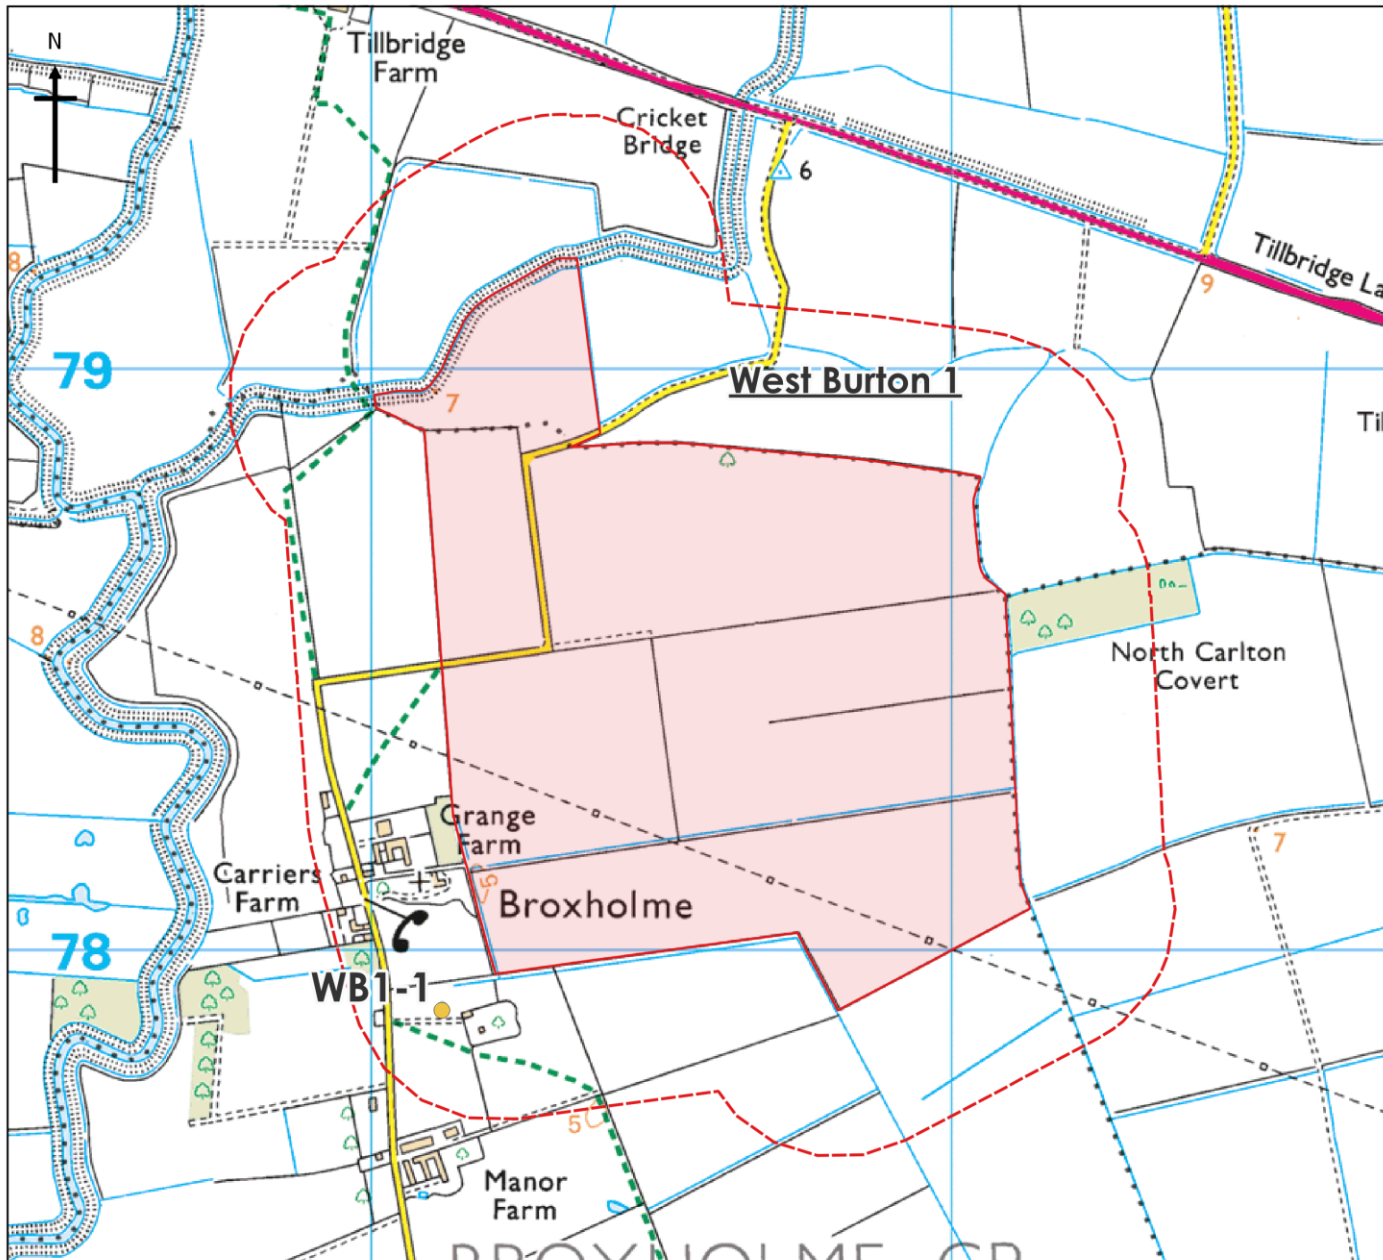 N
Tillbridge
Farm
Cricket
Bridge
6
8
Tillbridge La
9
79
7
West Burton 1
Ti
8
North Carlton
Covert
Grange
Farm
7
Carriers
Farm
5
Broxholme
78
WB1-1
5
Manor
Farm
BROXHOLME CP